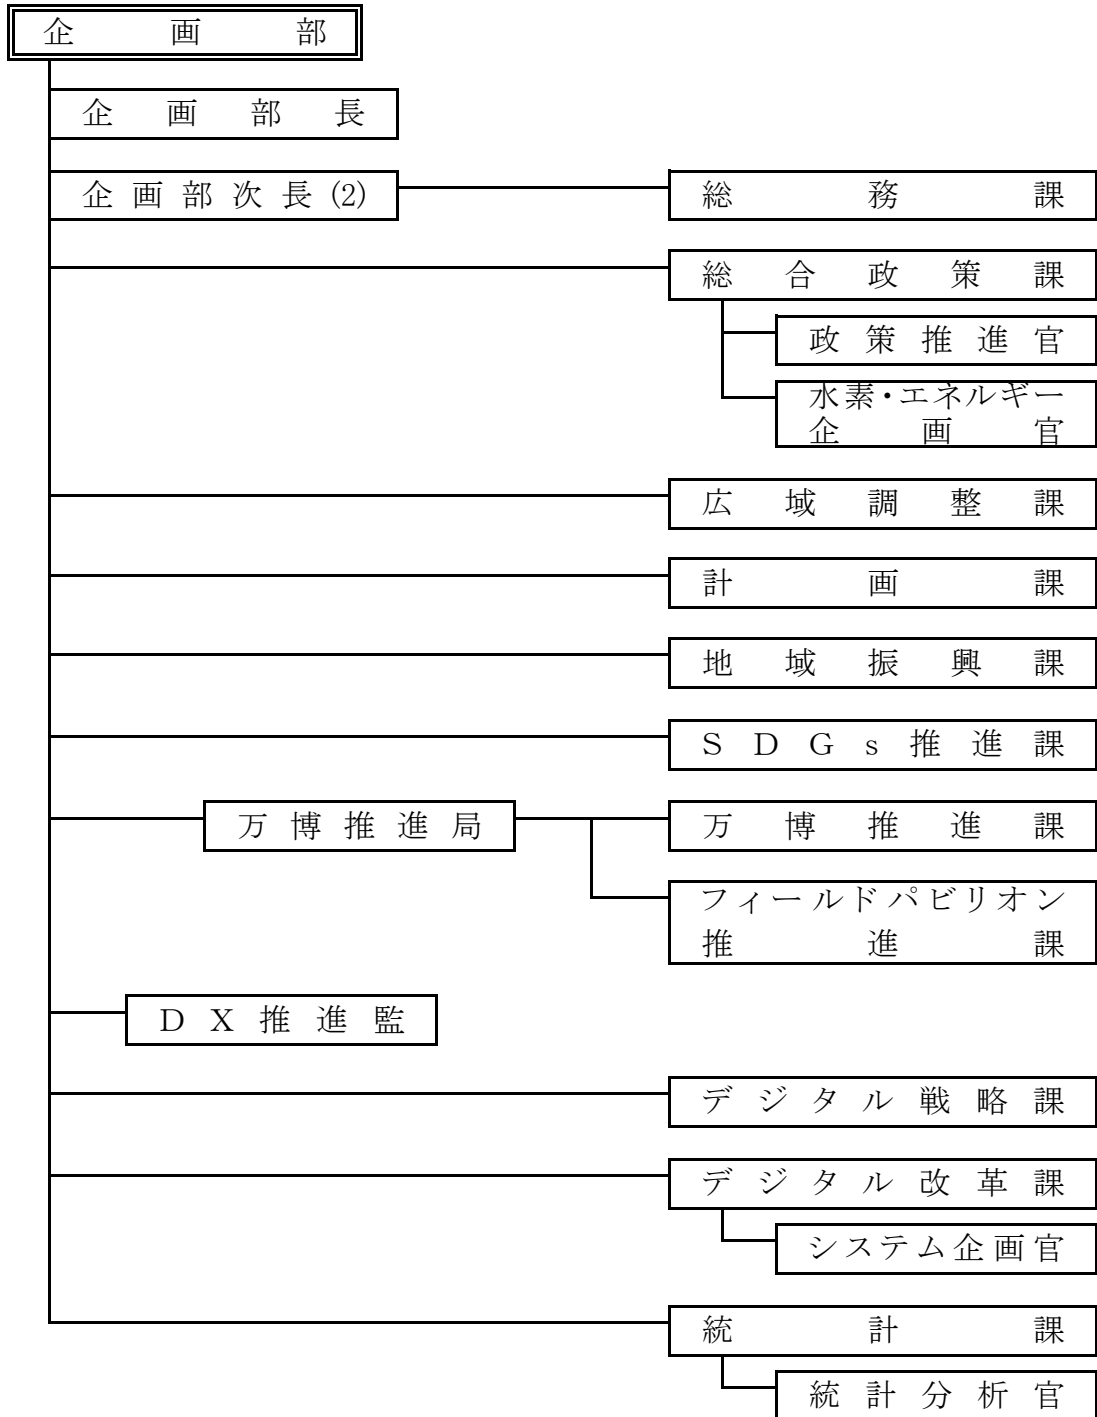 企画部
企画部長
企画部次長(2)
総務課
総合政策課
政策推進官
水素・エネルギー
企画官
広域調整課
計画課
地域振興課
SDGs推進課
万博推進局
万博推進課
フィールドパビリオン
推進課
DX推進監
デジタル戦略課
デジタル改革課
システム企画官
統計課
統計分析官